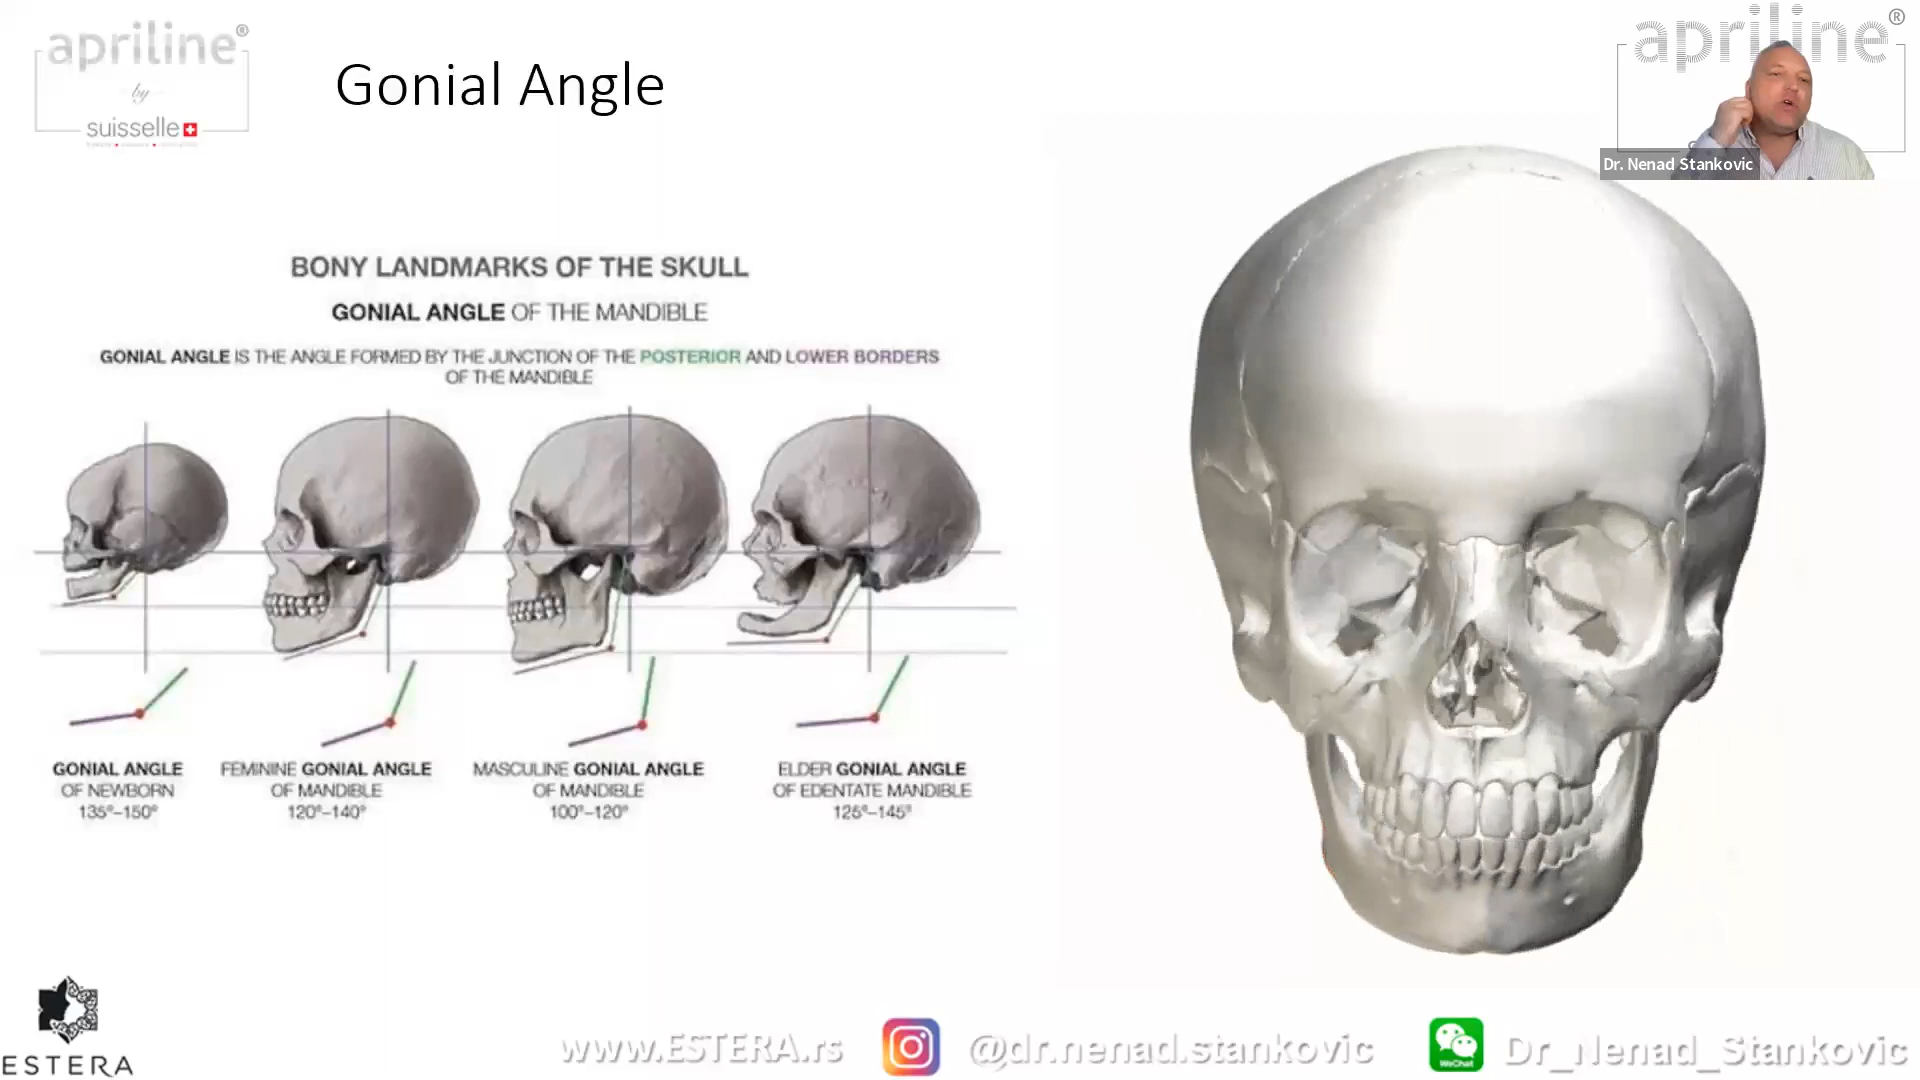 apriline®
by
suisselle
Gonial Angle
apriline®
Dr. Nenad Stankovic
BONY LANDMARKS OF THE SKULL
GONIAL ANGLE OF THE MANDIBLE
GONIAL ANGLE IS THE ANGLE FORMED BY THE JUNCTION OF THE POSTERIOR AND LOWER BORDERS
OF THE MANDIBLE
GONIAL ANGLE
OF NEWBORN
135°–150°
FEMININE GONIAL ANGLE
OF MANDIBLE
120°–140°
MASCULINE GONIAL ANGLE
OF MANDIBLE
100°–120°
ELDER GONIAL ANGLE
OF EDENTATE MANDIBLE
125°–145°
ESTERA
www.ESTERA.rs
@dr.nenad.stankovic
WeChat
Dr_Nenad_Stankovic